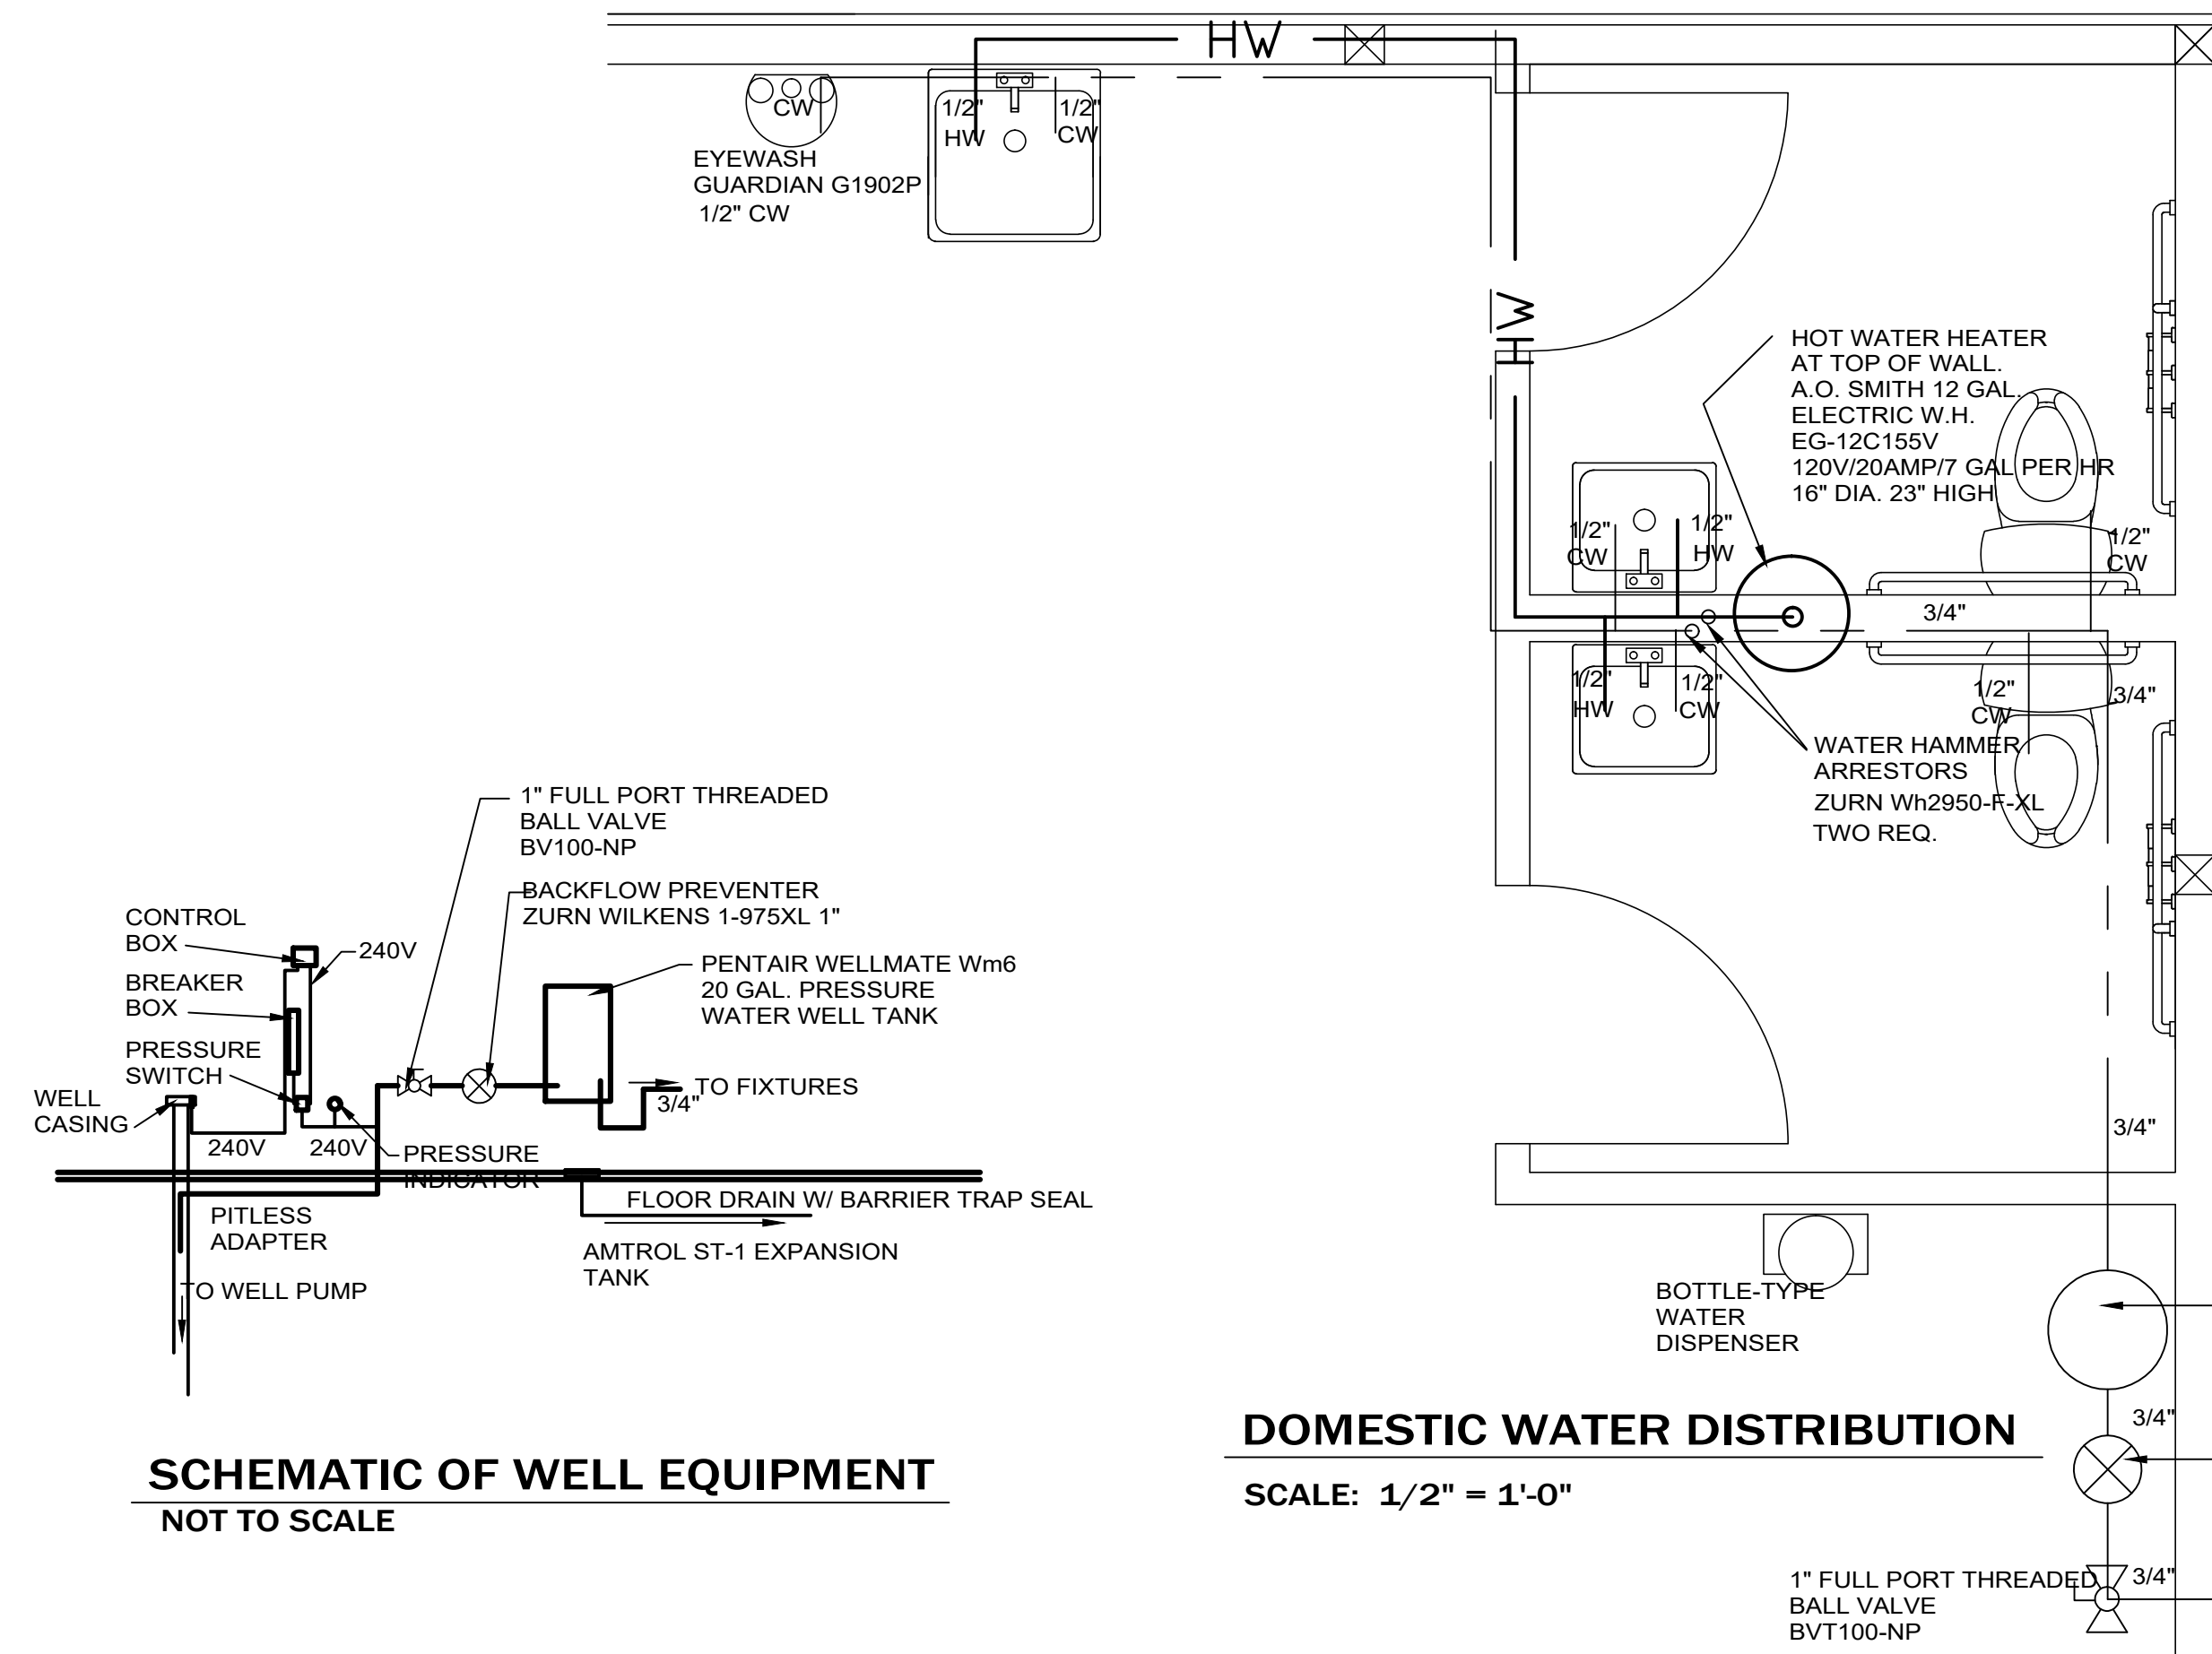 HW
CW
1/2"
HW
1/2"
CW
EYEWASH
GUARDIAN G1902P
1/2" CW
HW
HOT WATER HEATER
AT TOP OF WALL.
A.O. SMITH 12 GAL.
ELECTRIC W.H.
EG-12C155V
120V/20AMP/7 GAL PER HR
16" DIA. 23" HIGH
1/2"
CW
1/2"
HW
1/2"
CW
3/4"
1/2"
HW
1/2"
CW
1/2"
CW
3/4"
WATER HAMMER
ARRESTORS
ZURN Wh2950-F-XL
TWO REQ.
1" FULL PORT THREADED
BALL VALVE
BV100-NP
BACKFLOW PREVENTER
ZURN WILKENS 1-975XL 1"
CONTROL
BOX
240V
BREAKER
BOX
PENTAIR WELLMATE Wm6
20 GAL. PRESSURE
WATER WELL TANK
PRESSURE
SWITCH
WELL
CASING
TO FIXTURES
3/4"
240V
240V
PRESSURE
INDICATOR
3/4"
FLOOR DRAIN W/ BARRIER TRAP SEAL
PITLESS
ADAPTER
AMTROL ST-1 EXPANSION
TANK
TO WELL PUMP
BOTTLE-TYPE
WATER
DISPENSER
3/4"
DOMESTIC WATER DISTRIBUTION
SCALE: 1/2" = 1'-0"
SCHEMATIC OF WELL EQUIPMENT
NOT TO SCALE
1" FULL PORT THREADED
BALL VALVE
BVT100-NP
3/4"